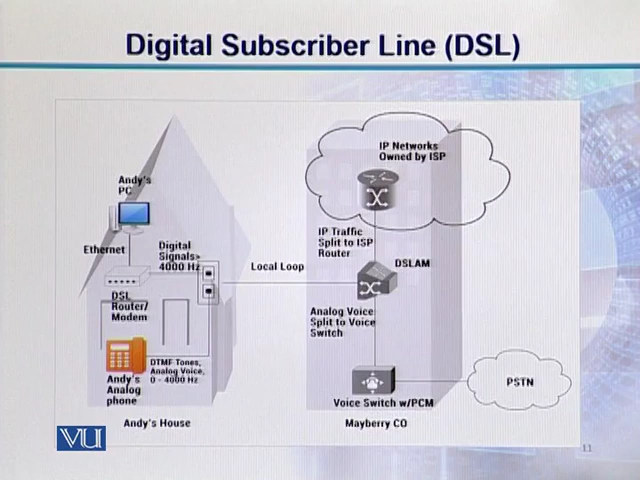 Digital Subscriber Line (DSL)
IP Networks
Owned by ISP
Andy's
PC
Ethernet
Digital
Signals>
4000 Hz
IP Traffic
Split to ISP
Router
Local Loop
DSLAM
DSL
Router/
Modem
Analog Voice
Split to Voice
Switch
DTMF Tones,
Analog Voice,
0 - 4000 Hz
Andy's
Analog
phone
PSTN
Voice Switch w/PCM
Andy's House
Mayberry CO
VU
11